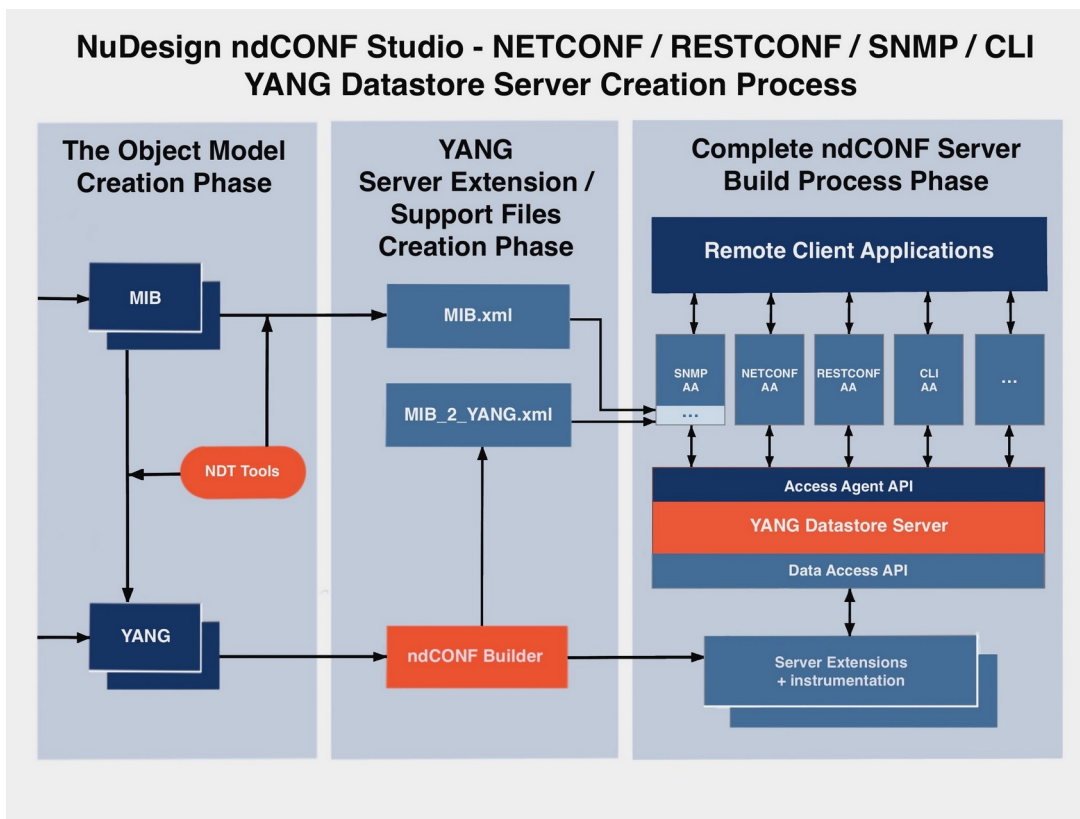 NuDesign ndCONF Studio - NETCONF / RESTCONF / SNMP / CLI
YANG Datastore Server Creation Process
The Object Model
Creation Phase
MIB
NDT Tools
YANG
YANG
Server Extension /
Support Files
Creation Phase
MIB.xml
MIB_2_YANG.xml
ndCONF Builder
Complete ndCONF Server
Build Process Phase
Remote Client Applications
SNMP
AA
...
NETCONF
AA
RESTCONF
AA
CLI
AA
...
Access Agent API
YANG Datastore Server
Data Access API
Server Extensions
+ instrumentation